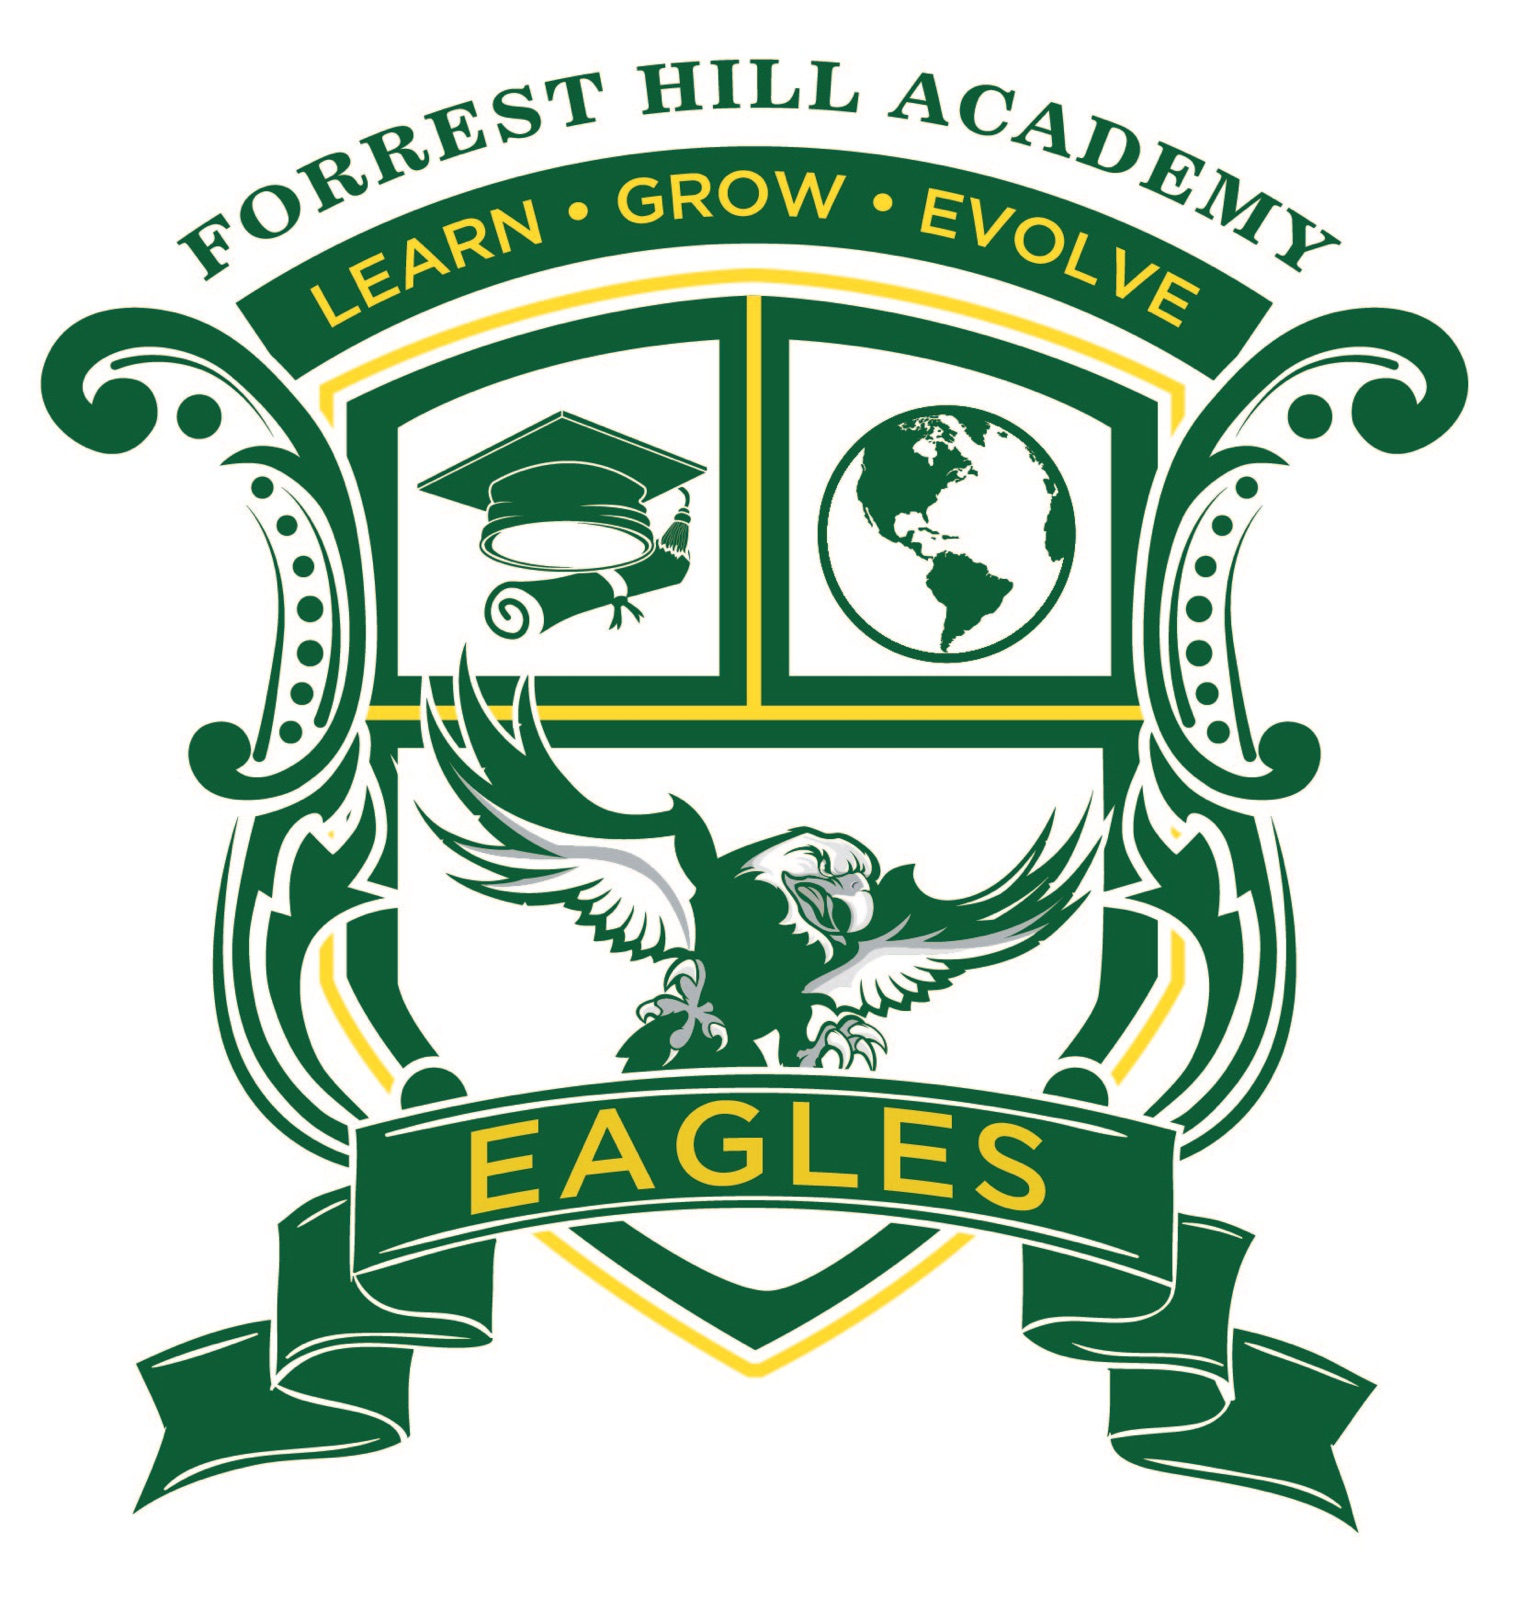 FORREST HILL ACADEMY
LEARN • GROW • EVOLVE
EAGLES